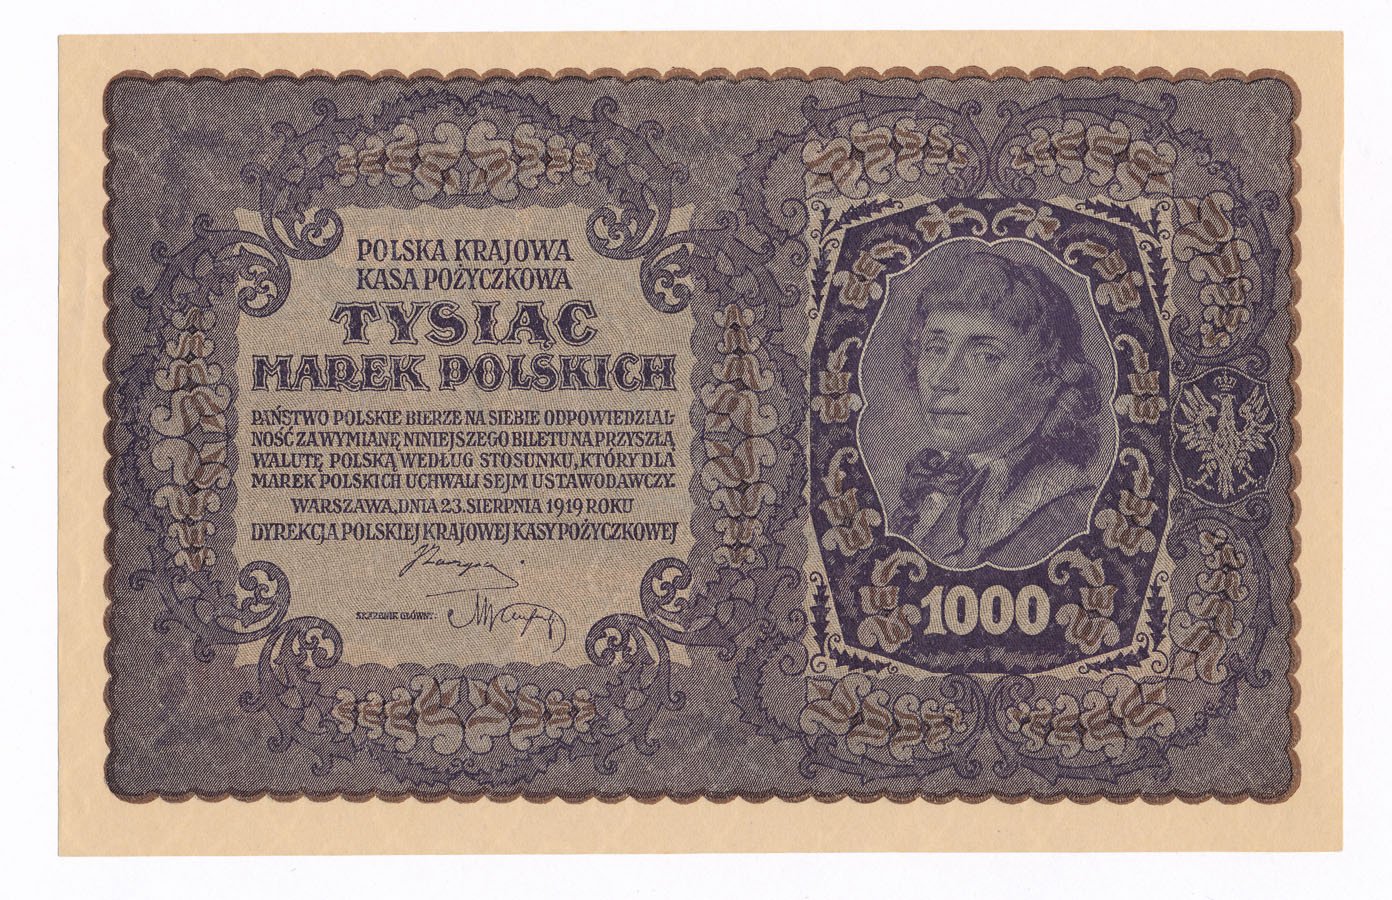 POLSKA KRAJOWA
KASA POŻYCZKOWA
TYSIĄC
MAREK POLSKICH
PAŃSTWO POLSKIE BIERZE NA SIEBIE ODPOWIEDZIAL-
NOŚĆ ZA WYMIANĘ NINIEJSZEGO BILETU NA PRZYSZŁĄ
WALUTĘ POLSKĄ WEDŁUG STOSUNKU, KTÓRY DLA
MAREK POLSKICH UCHWALI SEJM USTAWODAWCZY.
WARSZAWA, DNIA 23. SIERPNIA 1919 ROKU
DYREKCJA POLSKIEJ KRAJOWEJ KASY POŻYCZKOWEJ
SKARBNIK GŁÓWNY:
1000